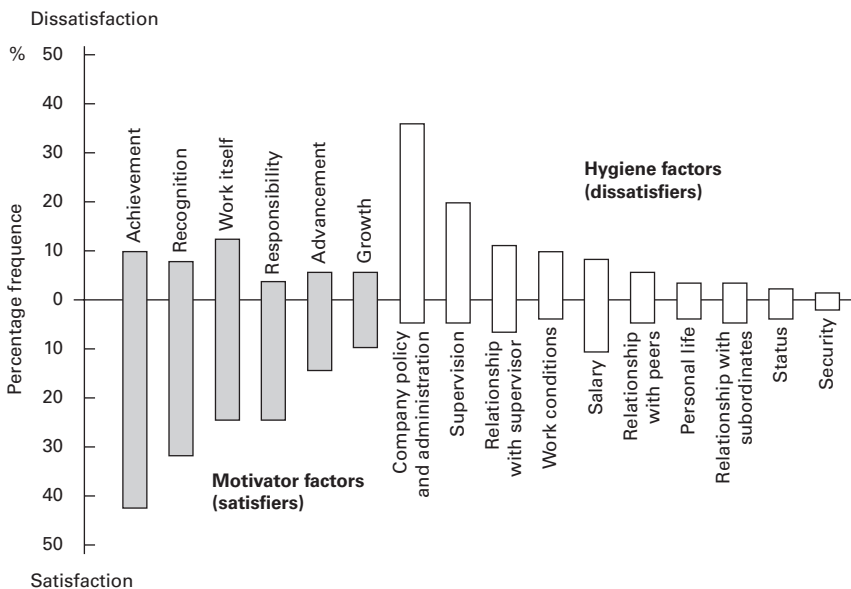 Dissatisfaction
%
50
40
30
20
10
0
10
20
30
40
50
Percentage frequence
Achievement
Recognition
Work itself
Responsibility
Advancement
Growth
Hygiene factors
(dissatisfiers)
Company policy
and administration
Supervision
Relationship
with supervisor
Work conditions
Salary
Relationship
with peers
Personal life
Relationship with
subordinates
Status
Security
Motivator factors
(satisfiers)
Satisfaction